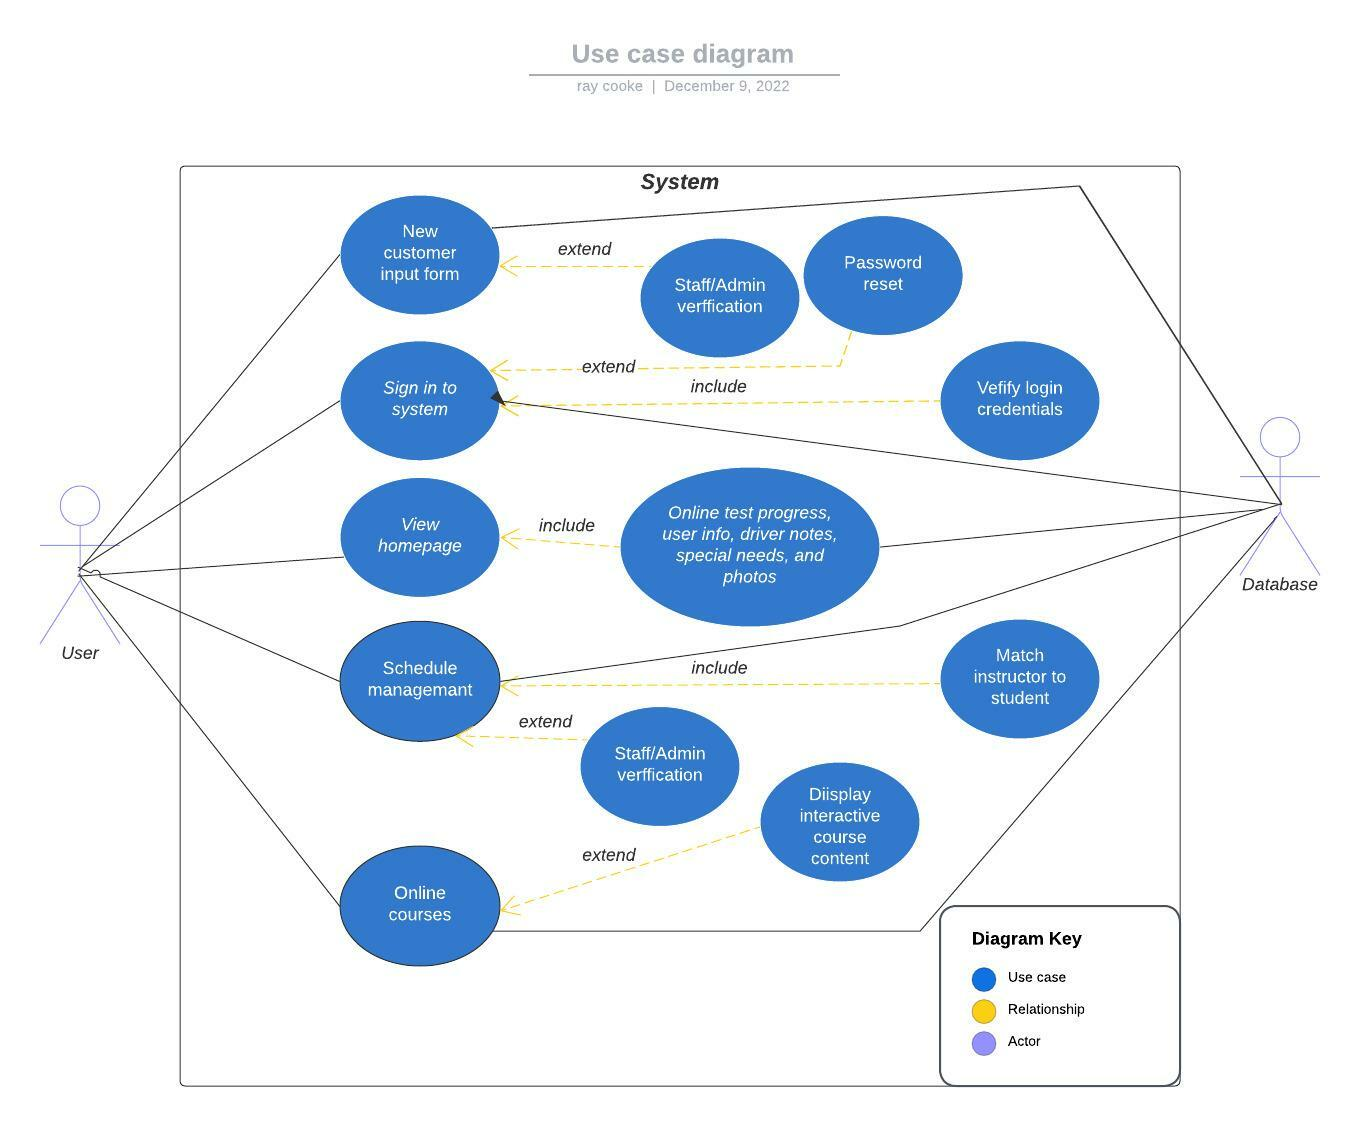 Use case diagram
ray cooke | December 9, 2022
System
New
customer
input form
extend
Staff/Admin
verffication
Password
reset
Sign in to
system
extend
include
Vefify login
credentials
View
homepage
include
Online test progress,
user info, driver notes,
special needs, and
photos
User
Database
Schedule
managemant
include
Match
instructor to
student
extend
Staff/Admin
verffication
Diisplay
interactive
course
content
extend
Online
courses
Diagram Key
Use case
Relationship
Actor